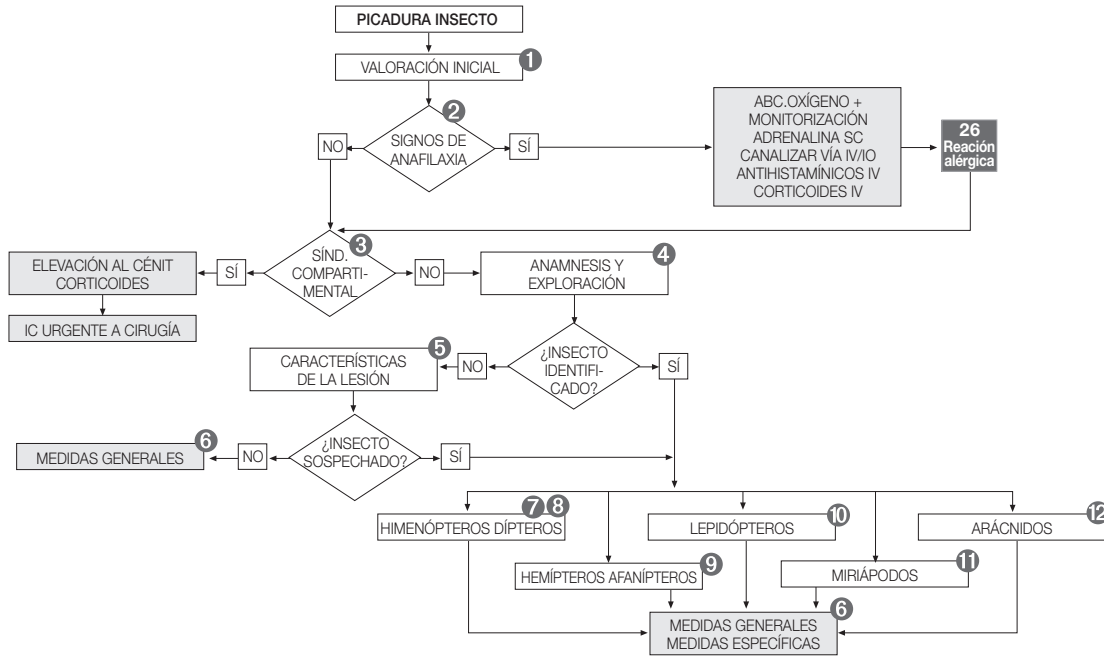 PICADURA INSECTO
VALORACIÓN INICIAL
1
2
SIGNOS DE
ANAFILAXIA
NO
SÍ
ABC.OXÍGENO +
MONITORIZACIÓN
ADRENALINA SC
CANALIZAR VÍA IV/IO
ANTIHISTAMÍNICOS IV
CORTICOIDES IV
26
Reación
alérgica
3
SÍND.
COMPARTI-
MENTAL
SÍ
NO
ELEVACIÓN AL CÉNIT
CORTICOIDES
IC URGENTE A CIRUGÍA
4
ANAMNESIS Y
EXPLORACIÓN
¿INSECTO
IDENTIFI-
CADO?
NO
SÍ
5
CARACTERÍSTICAS
DE LA LESIÓN
¿INSECTO
SOSPECHADO?
NO
SÍ
6
MEDIDAS GENERALES
7 8
HIMENÓPTEROS DÍPTEROS
10
LEPIDÓPTEROS
12
ARÁCNIDOS
9
HEMÍPTEROS AFANÍPTEROS
11
MIRIÁPODOS
6
MEDIDAS GENERALES
MEDIDAS ESPECÍFICAS